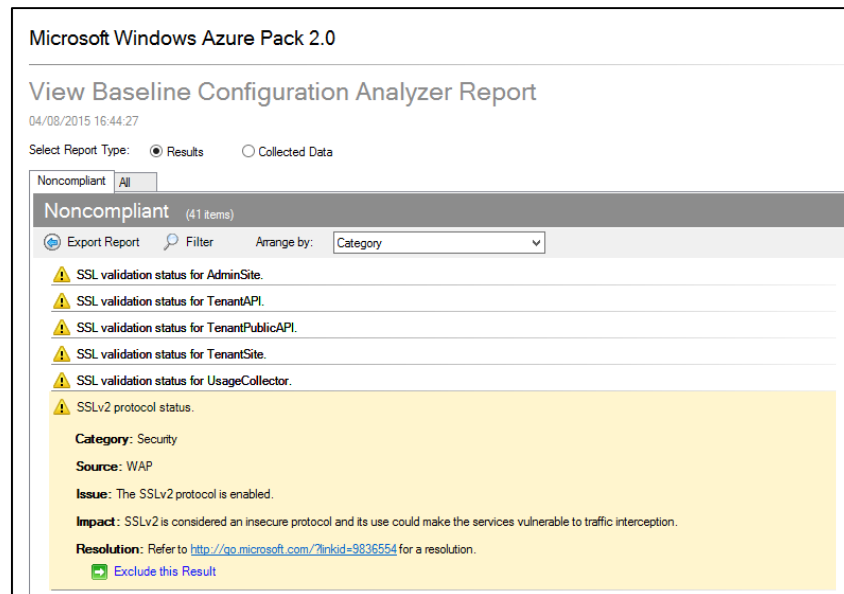 Microsoft Windows Azure Pack 2.0
View Baseline Configuration Analyzer Report
04/08/2015 16:44:27
Select Report Type: Results Collected Data
Noncompliant All
Noncompliant (41 items)
Export Report Filter Arrange by: Category
SSL validation status for AdminSite.
SSL validation status for TenantAPI.
SSL validation status for TenantPublicAPI.
SSL validation status for TenantSite.
SSL validation status for UsageCollector.
SSLv2 protocol status.
Category: Security
Source: WAP
Issue: The SSLv2 protocol is enabled.
Impact: SSLv2 is considered an insecure protocol and its use could make the services vulnerable to traffic interception.
Resolution: Refer to http://go.microsoft.com/?linkid=9836554 for a resolution.
Exclude this Result